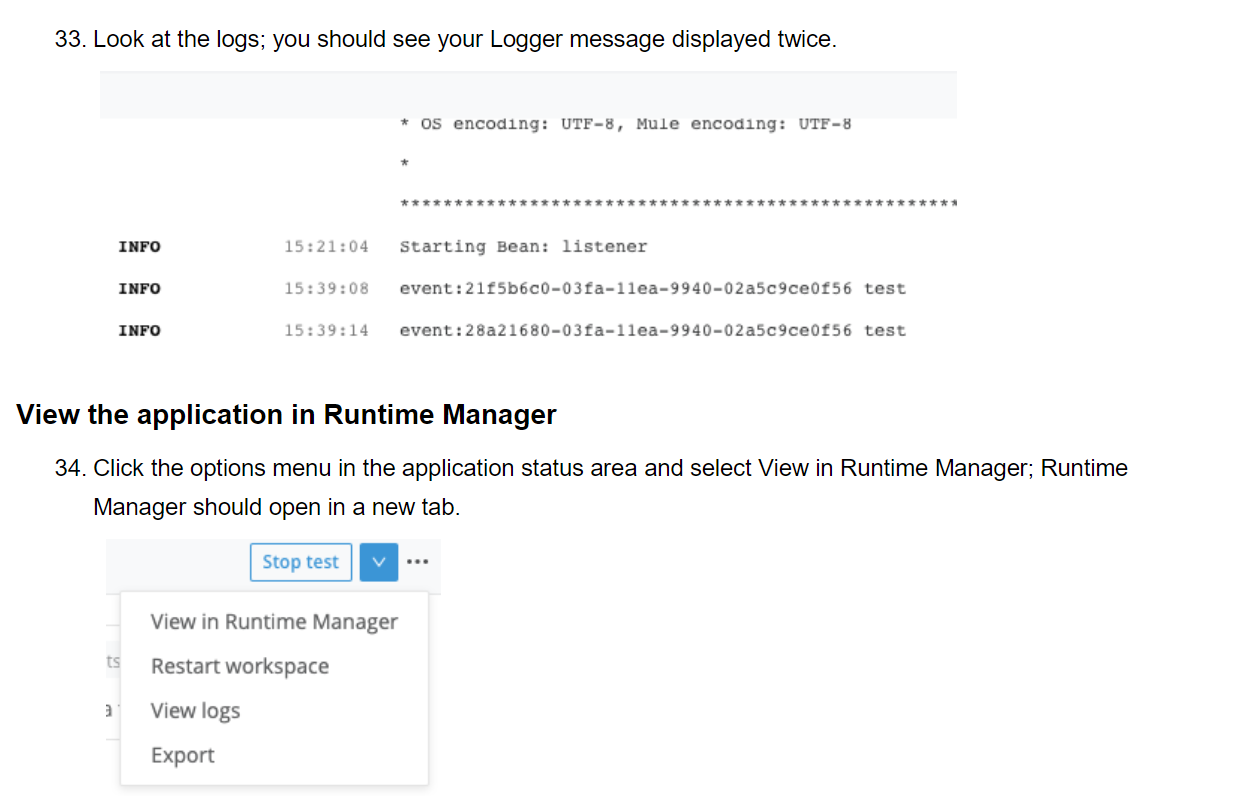 33. Look at the logs; you should see your Logger message displayed twice.
* OS encoding: UTF-8, Mule encoding: UTF-8
*
****************************************************
INFO 15:21:04 Starting Bean: listener
INFO 15:39:08 event:21f5b6c0-03fa-11ea-9940-02a5c9ce0f56 test
INFO 15:39:14 event:28a21680-03fa-11ea-9940-02a5c9ce0f56 test
View the application in Runtime Manager
34. Click the options menu in the application status area and select View in Runtime Manager; Runtime
Manager should open in a new tab.
Stop test ···
View in Runtime Manager
ts Restart workspace
a View logs
Export